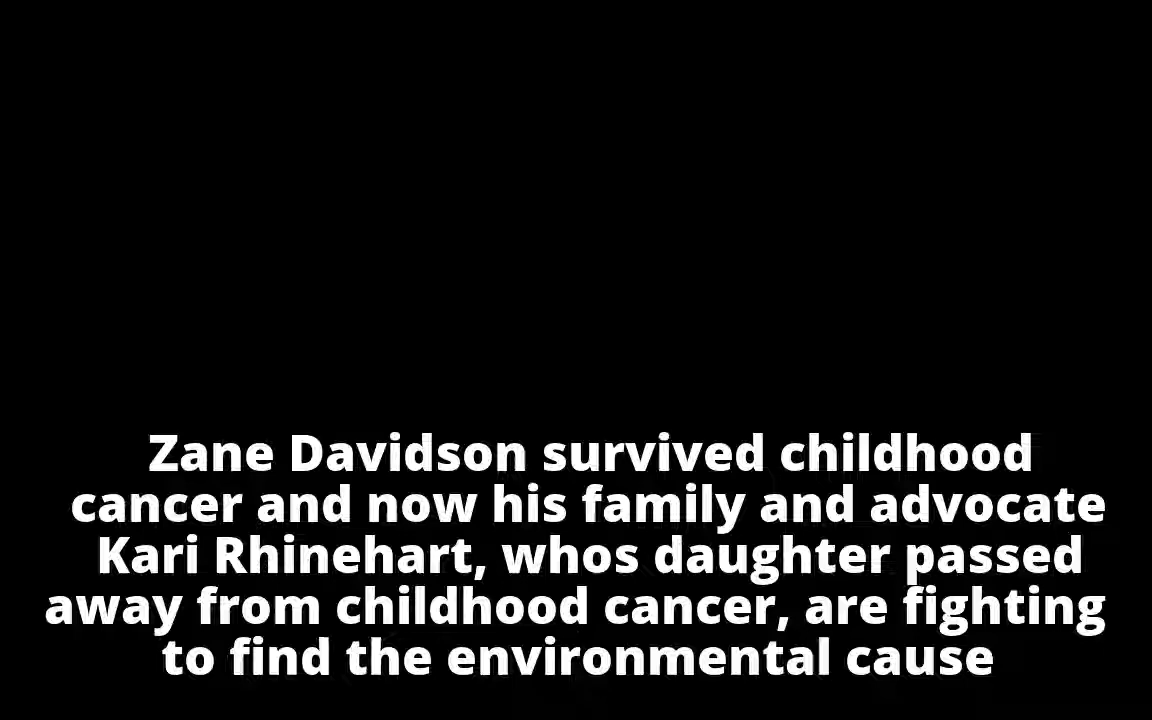 Zane Davidson survived childhood
cancer and now his family and advocate
Kari Rhinehart, whos daughter passed
away from childhood cancer, are fighting
to find the environmental cause